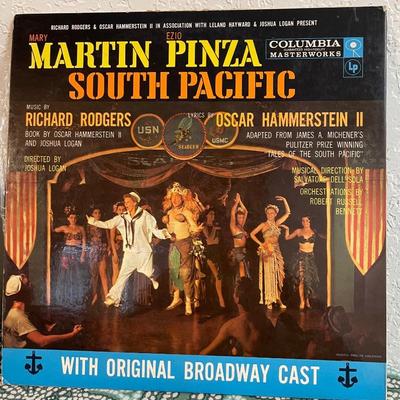 RICHARD RODGERS & OSCAR HAMMERSTEIN II IN ASSOCIATION WITH LELAND HAYWARD & JOSHUA LOGAN PRESENT
MARY EZIO
MARTIN PINZA
SOUTH PACIFIC
COLUMBIA
MASTERWORKS
Lp
MUSIC BY
RICHARD RODGERS
LYRICS BY
OSCAR HAMMERSTEIN II
BOOK BY OSCAR HAMMERSTEIN II
AND JOSHUA LOGAN
DIRECTED BY
JOSHUA LOGAN
USN
SEABEES
USMC
ADAPTED FROM JAMES A. MICHENER'S
PULITZER PRIZE WINNING
"TALES OF THE SOUTH PACIFIC"
MUSICAL DIRECTION BY
SALVATORE DELL'ISOLA
ORCHESTRATIONS BY
ROBERT RUSSELL
BENNETT
WITH ORIGINAL BROADWAY CAST